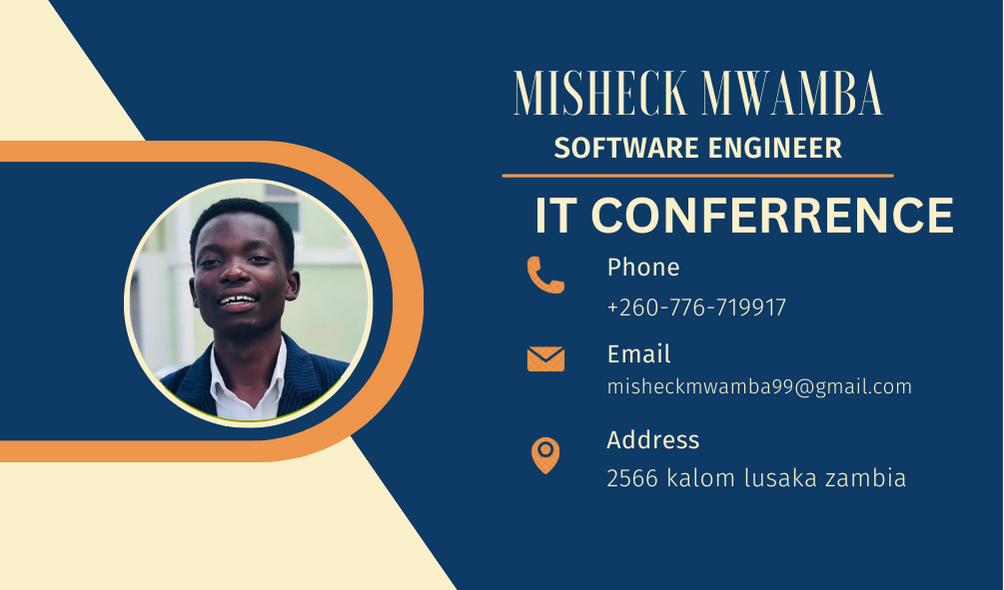 MISHECK MWAMBA
SOFTWARE ENGINEER
IT CONFERRENCE
Phone
+260-776-719917
Email
misheckmwamba99@gmail.com
Address
2566 kalom lusaka zambia